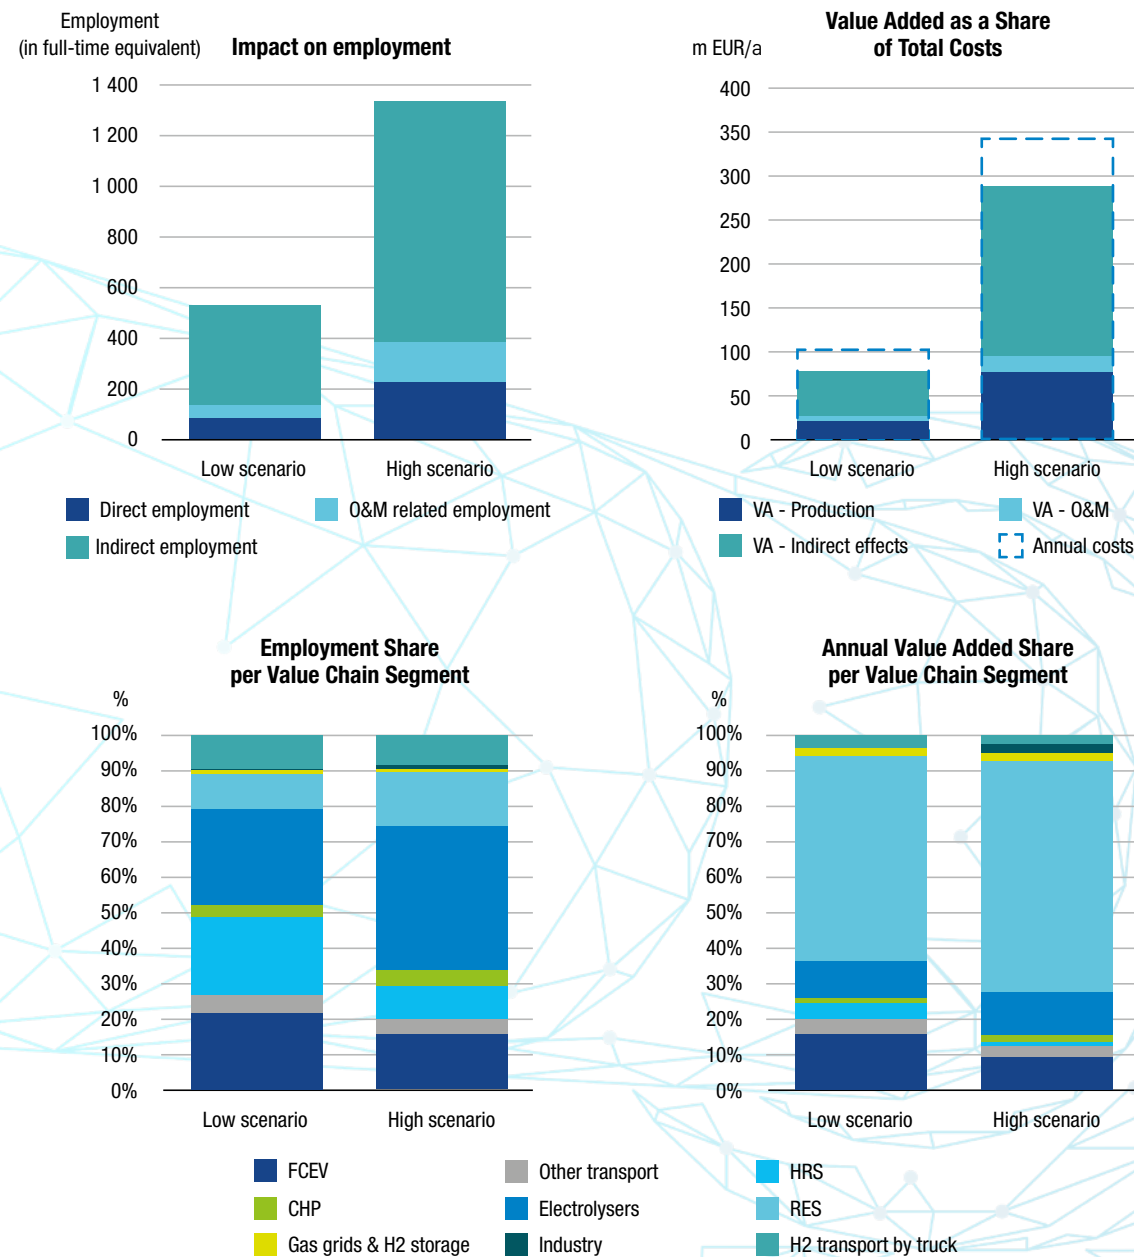 Employment
(in full-time equivalent)
Impact on employment
1 400
1 200
1 000
800
600
400
200
0
Low scenario
High scenario
Direct employment
O&M related employment
Indirect employment
Value Added as a Share
of Total Costs
m EUR/a
400
350
300
250
200
150
100
50
0
Low scenario
High scenario
VA - Production
VA - O&M
VA - Indirect effects
Annual costs
Employment Share
per Value Chain Segment
%
100%
90%
80%
70%
60%
50%
40%
30%
20%
10%
0%
Low scenario
High scenario
Annual Value Added Share
per Value Chain Segment
%
100%
90%
80%
70%
60%
50%
40%
30%
20%
10%
0%
Low scenario
High scenario
FCEV
Other transport
HRS
CHP
Electrolysers
RES
Gas grids & H2 storage
Industry
H2 transport by truck